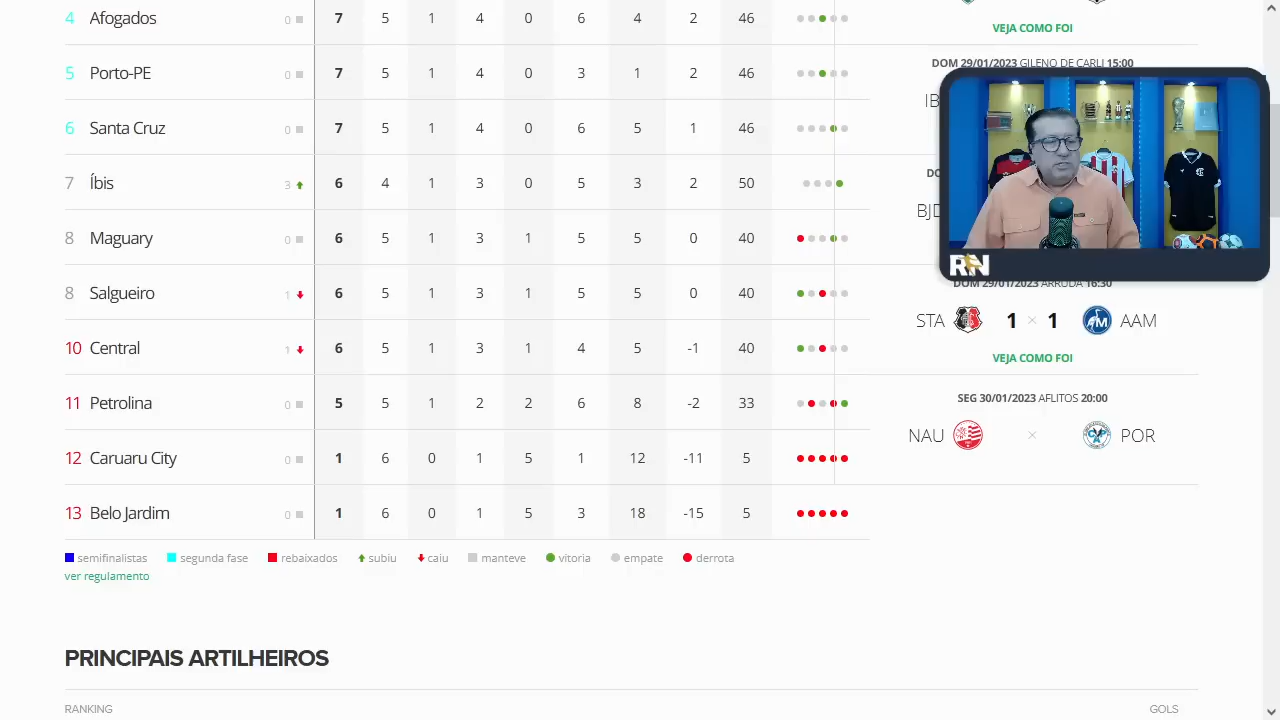 4 Afogados 0 7 5 1 4 0 6 4 2 46
VEJA COMO FOI
5 Porto-PE 0 7 5 1 4 0 3 1 2 46
DOM 29/01/2023 GILENO DE CARLI 15:00
6 Santa Cruz 0 7 5 1 4 0 6 5 1 46
7 Íbis 3 6 4 1 3 0 5 3 2 50
8 Maguary 0 6 5 1 3 1 5 5 0 40
RN
8 Salgueiro 1 6 5 1 3 1 5 5 0 40
DOM 29/01/2023 ARRUDA 16:30
STA 1 × 1 AAM
VEJA COMO FOI
10 Central 1 6 5 1 3 1 4 5 -1 40
11 Petrolina 0 5 5 1 2 2 6 8 -2 33
SEG 30/01/2023 AFLITOS 20:00
NAU × POR
12 Caruaru City 0 1 6 0 1 5 1 12 -11 5
13 Belo Jardim 0 1 6 0 1 5 3 18 -15 5
semifinalistas segunda fase rebaixados subiu caiu manteve vitória empate derrota
ver regulamento
PRINCIPAIS ARTILHEIROS
RANKING GOLS